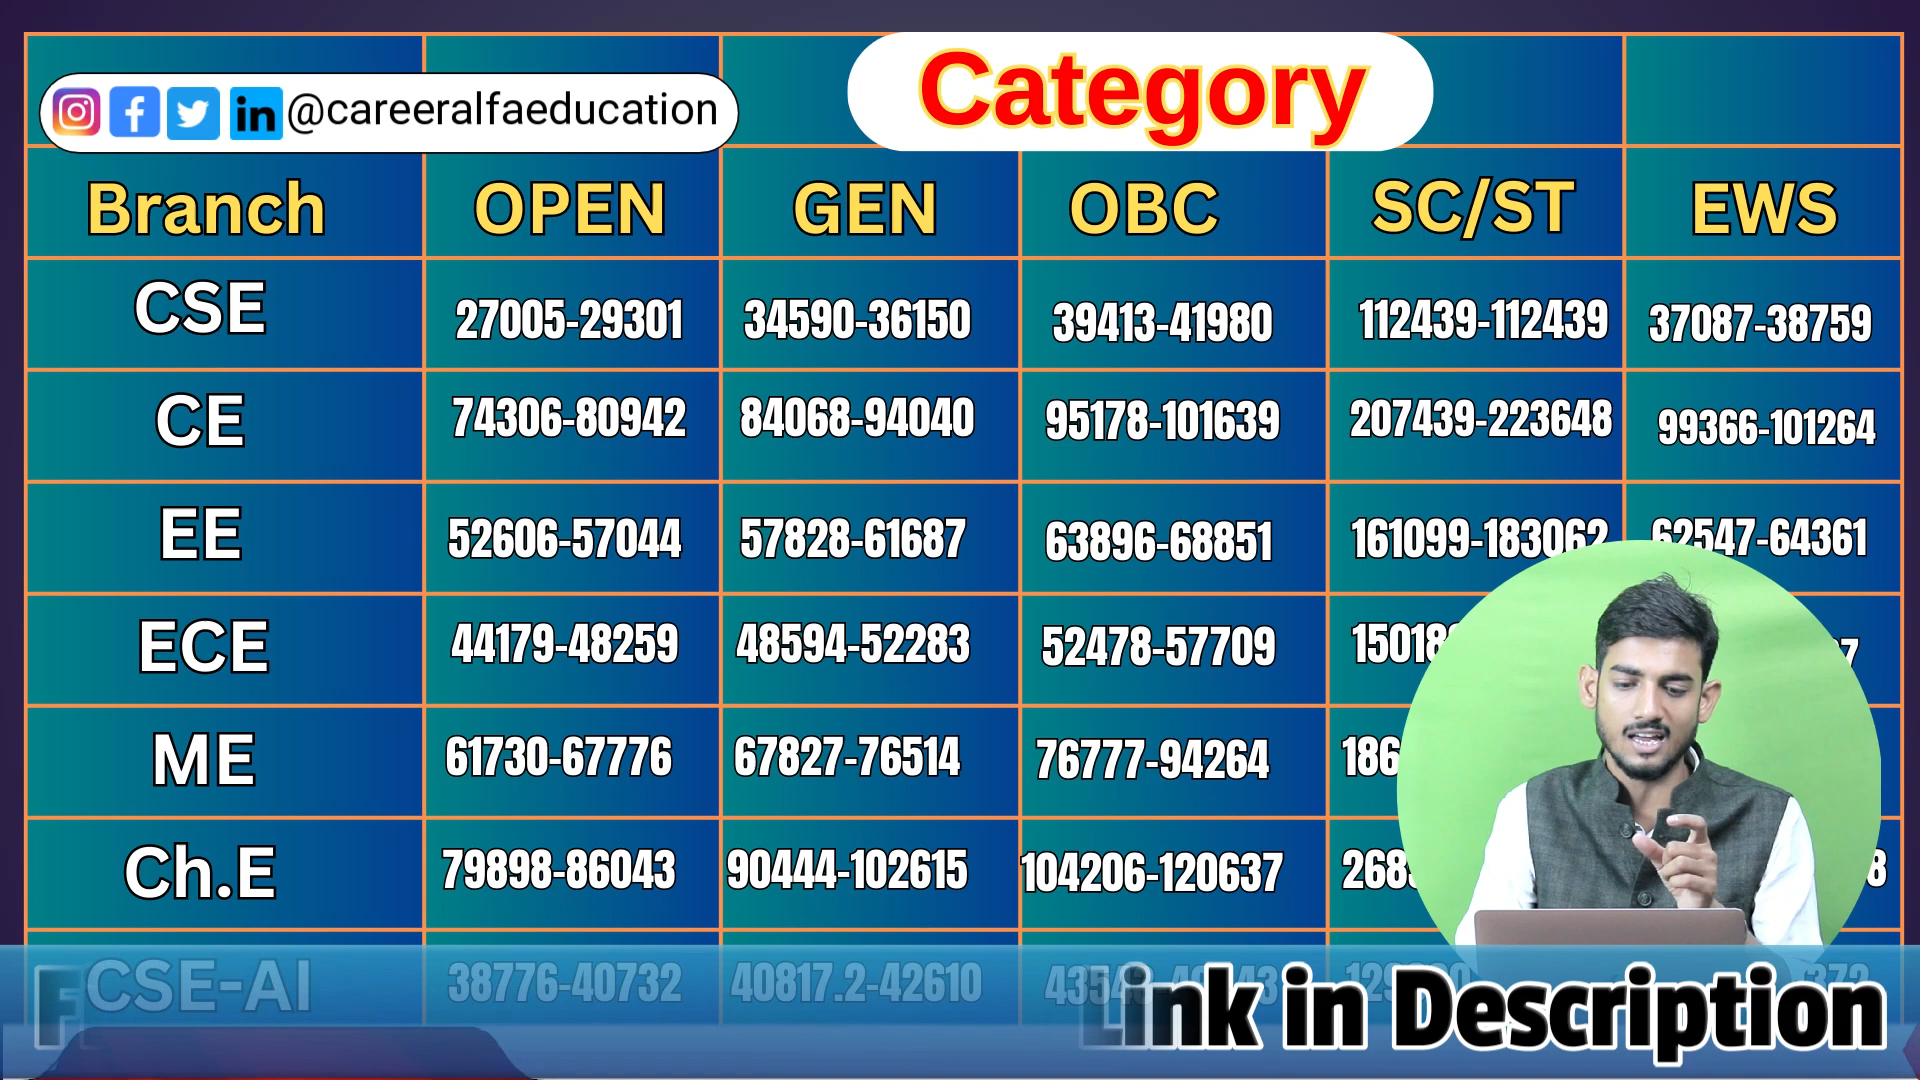 Category
@careeralfaeducation
Branch OPEN GEN OBC SC/ST EWS
CSE 27005-29301 34590-36150 39413-41980 112439-112439 37087-38759
CE 74306-80942 84068-94040 95178-101639 207439-223648 99366-101264
EE 52606-57044 57828-61687 63896-68851 161099-183062 62547-64361
ECE 44179-48259 48594-52283 52478-57709
ME 61730-67776 67827-76514 76777-94264
Ch.E 79898-86043 90444-102615 104206-120637
CSE-AI 38776-40732 40817.2-42610
Link in Description